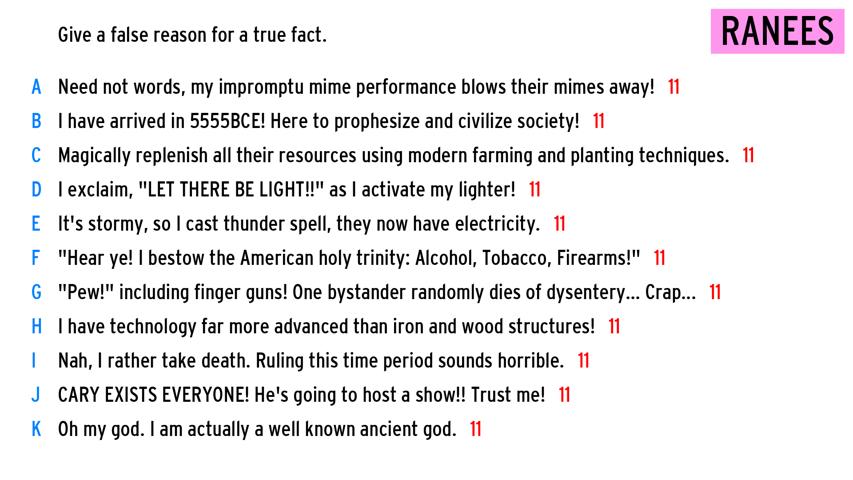 Give a false reason for a true fact.
RANEES
A Need not words, my impromptu mime performance blows their mimes away! 11
B I have arrived in 5555BCE! Here to prophesize and civilize society! 11
C Magically replenish all their resources using modern farming and planting techniques. 11
D I exclaim, "LET THERE BE LIGHT!!" as I activate my lighter! 11
E It's stormy, so I cast thunder spell, they now have electricity. 11
F "Hear ye! I bestow the American holy trinity: Alcohol, Tobacco, Firearms!" 11
G "Pew!" including finger guns! One bystander randomly dies of dysentery... Crap... 11
H I have technology far more advanced than iron and wood structures! 11
I Nah, I rather take death. Ruling this time period sounds horrible. 11
J CARY EXISTS EVERYONE! He's going to host a show!! Trust me! 11
K Oh my god. I am actually a well known ancient god. 11